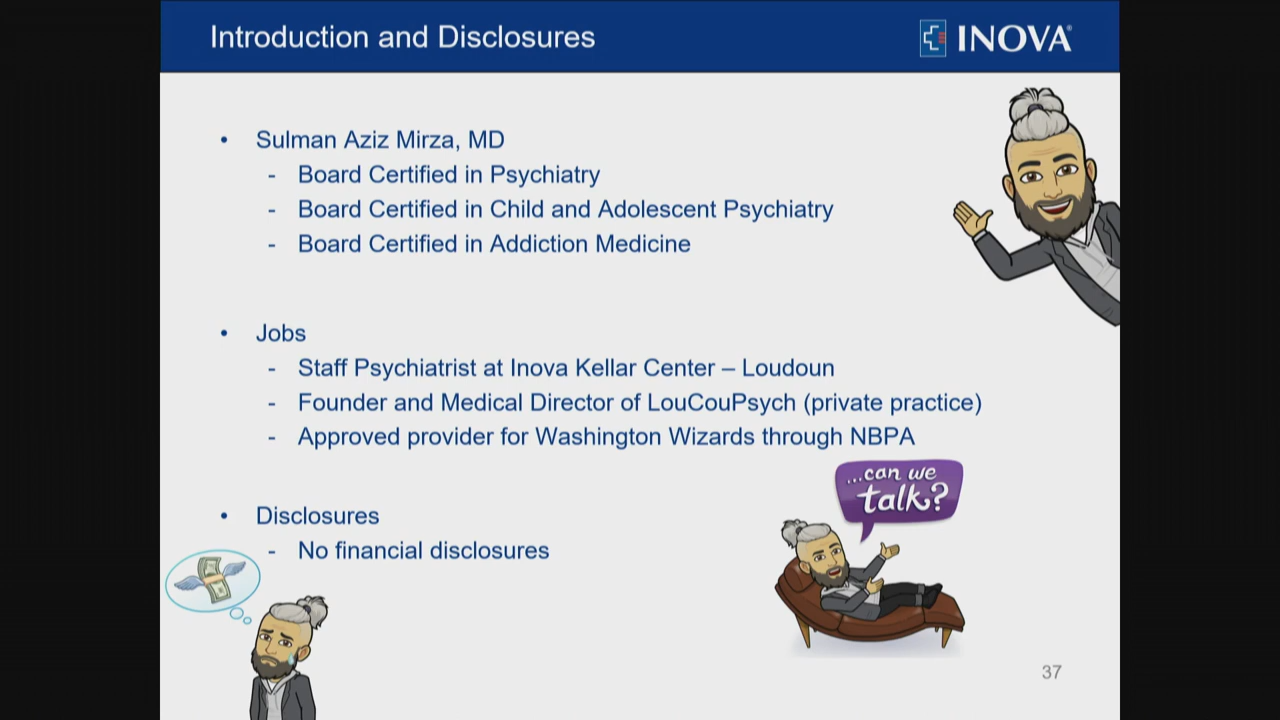 Introduction and Disclosures
INOVA®
• Sulman Aziz Mirza, MD
- Board Certified in Psychiatry
- Board Certified in Child and Adolescent Psychiatry
- Board Certified in Addiction Medicine
• Jobs
- Staff Psychiatrist at Inova Kellar Center – Loudoun
- Founder and Medical Director of LouCouPsych (private practice)
- Approved provider for Washington Wizards through NBPA
...can we
talk?
• Disclosures
- No financial disclosures
37